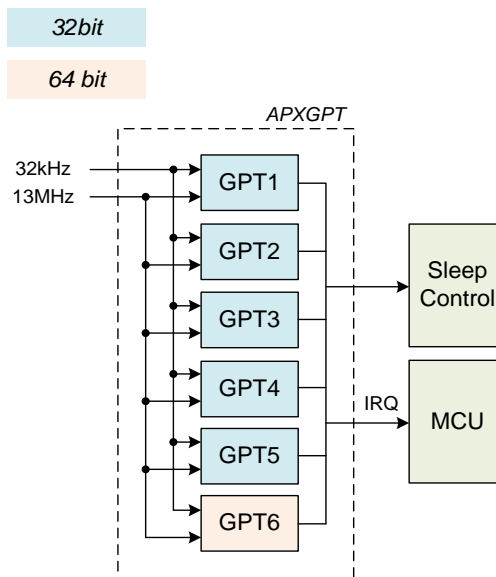 32bit
64 bit
APXGPT
32kHz
13MHz
GPT1
GPT2
GPT3
GPT4
GPT5
GPT6
Sleep
Control
IRQ
MCU